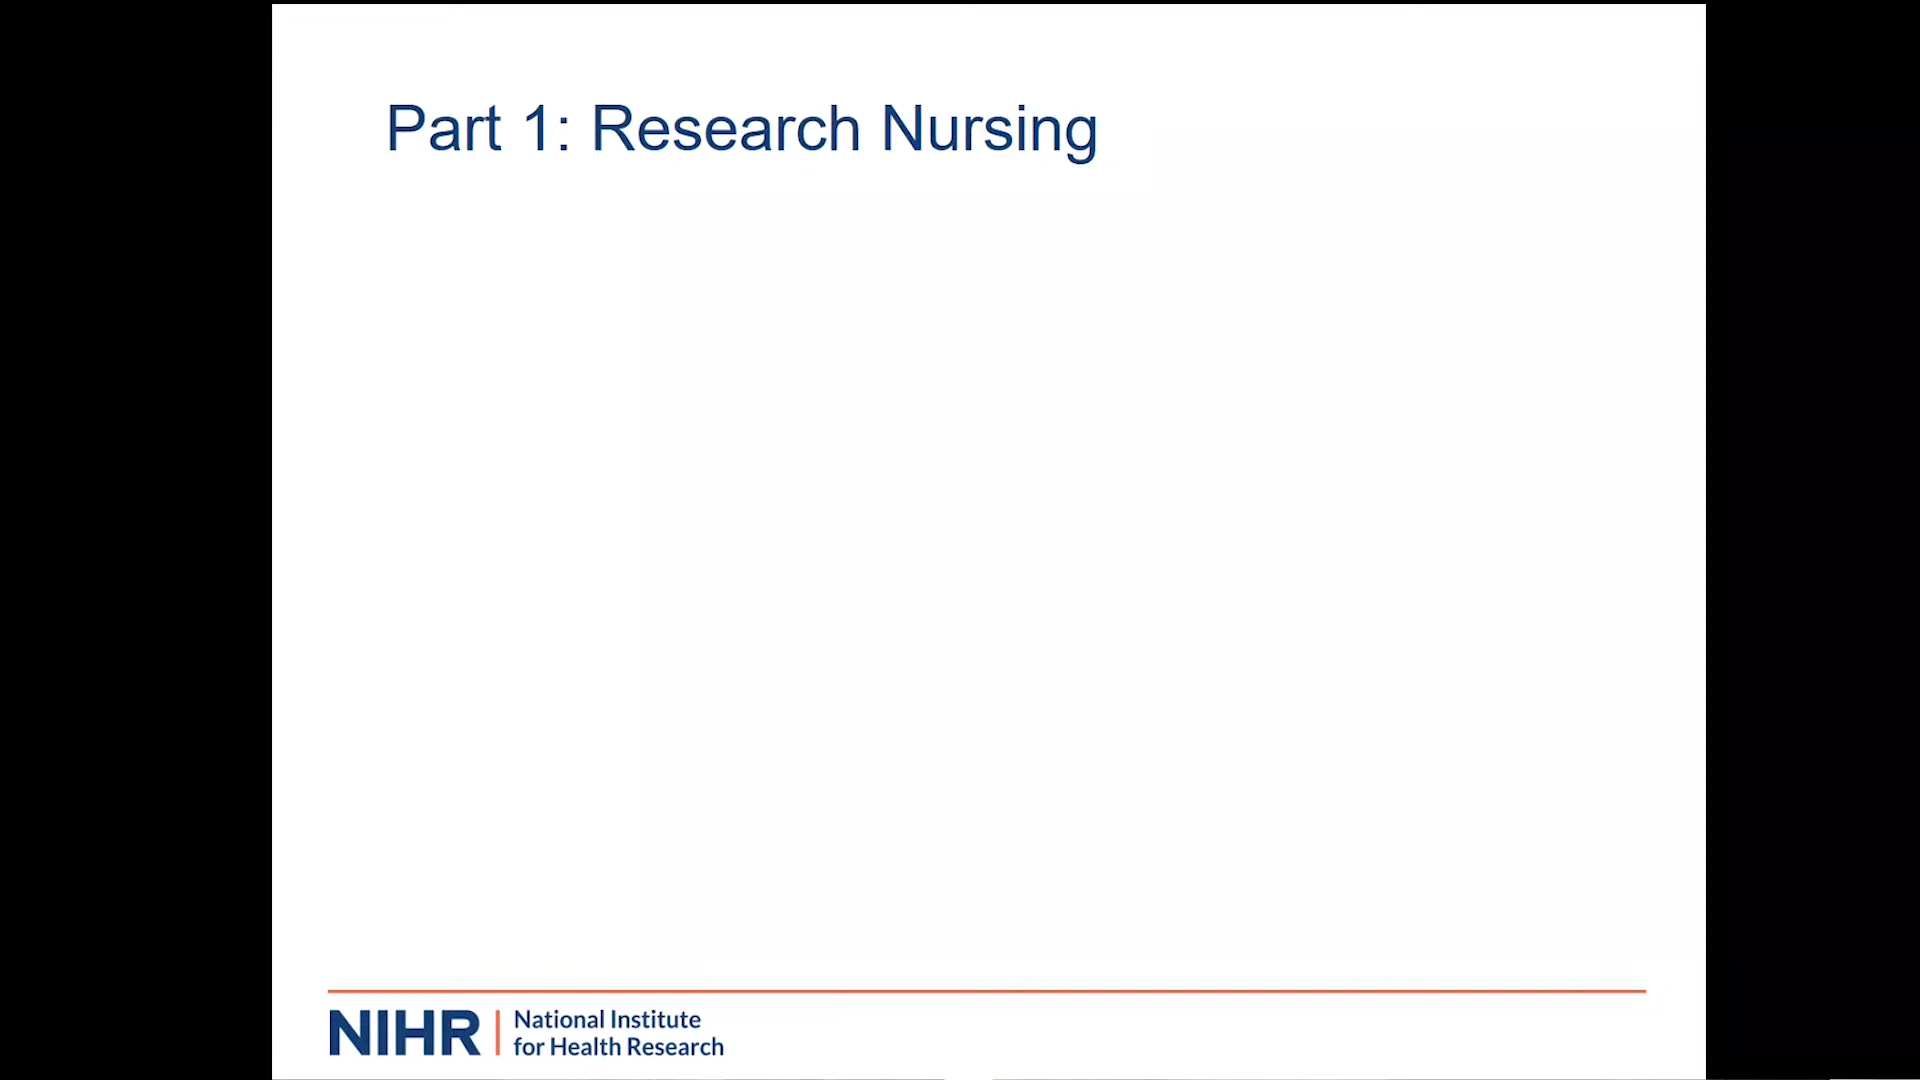 Part 1: Research Nursing
NIHR
National Institute
for Health Research